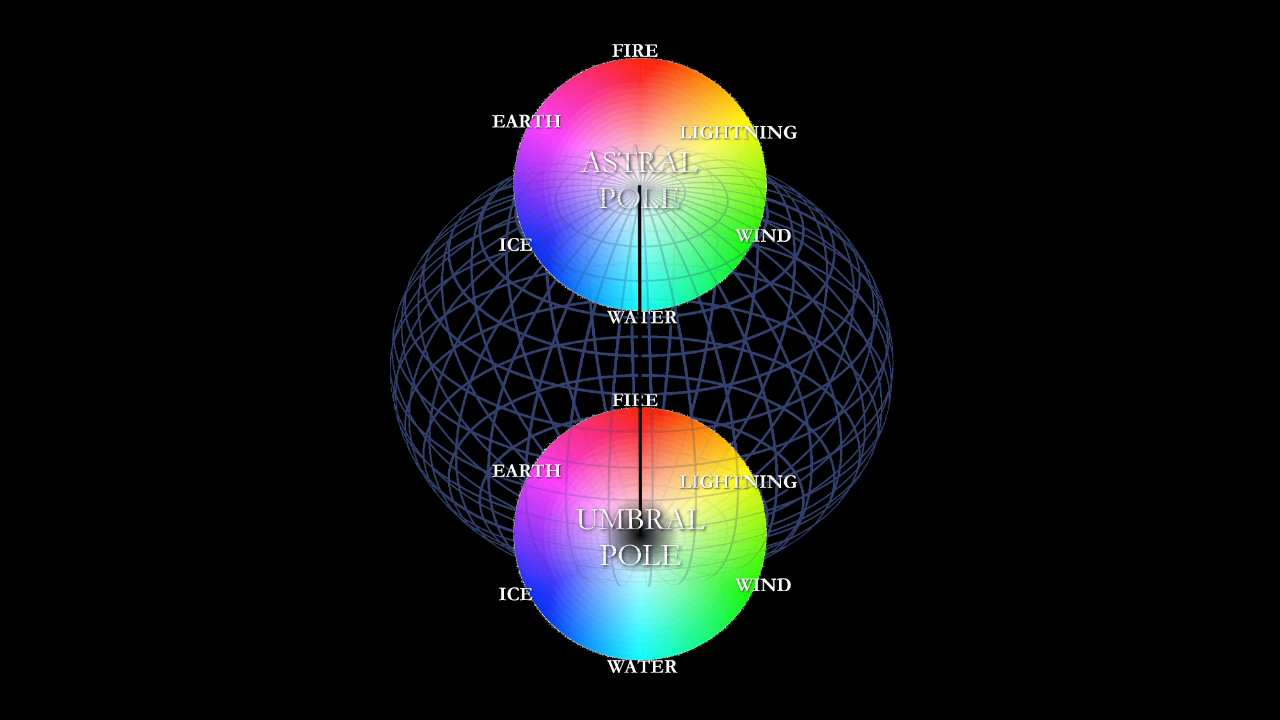 FIRE
EARTH
LIGHTNING
ASTRAL
POLE
WIND
ICE
WATER
FIRE
EARTH
LIGHTNING
UMBRAL
POLE
WIND
ICE
WATER